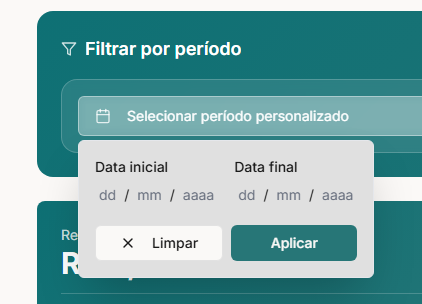 Filtrar por período
Selecionar período personalizado
Data inicial Data final
dd / mm / aaaa dd / mm / aaaa
Limpar Aplicar